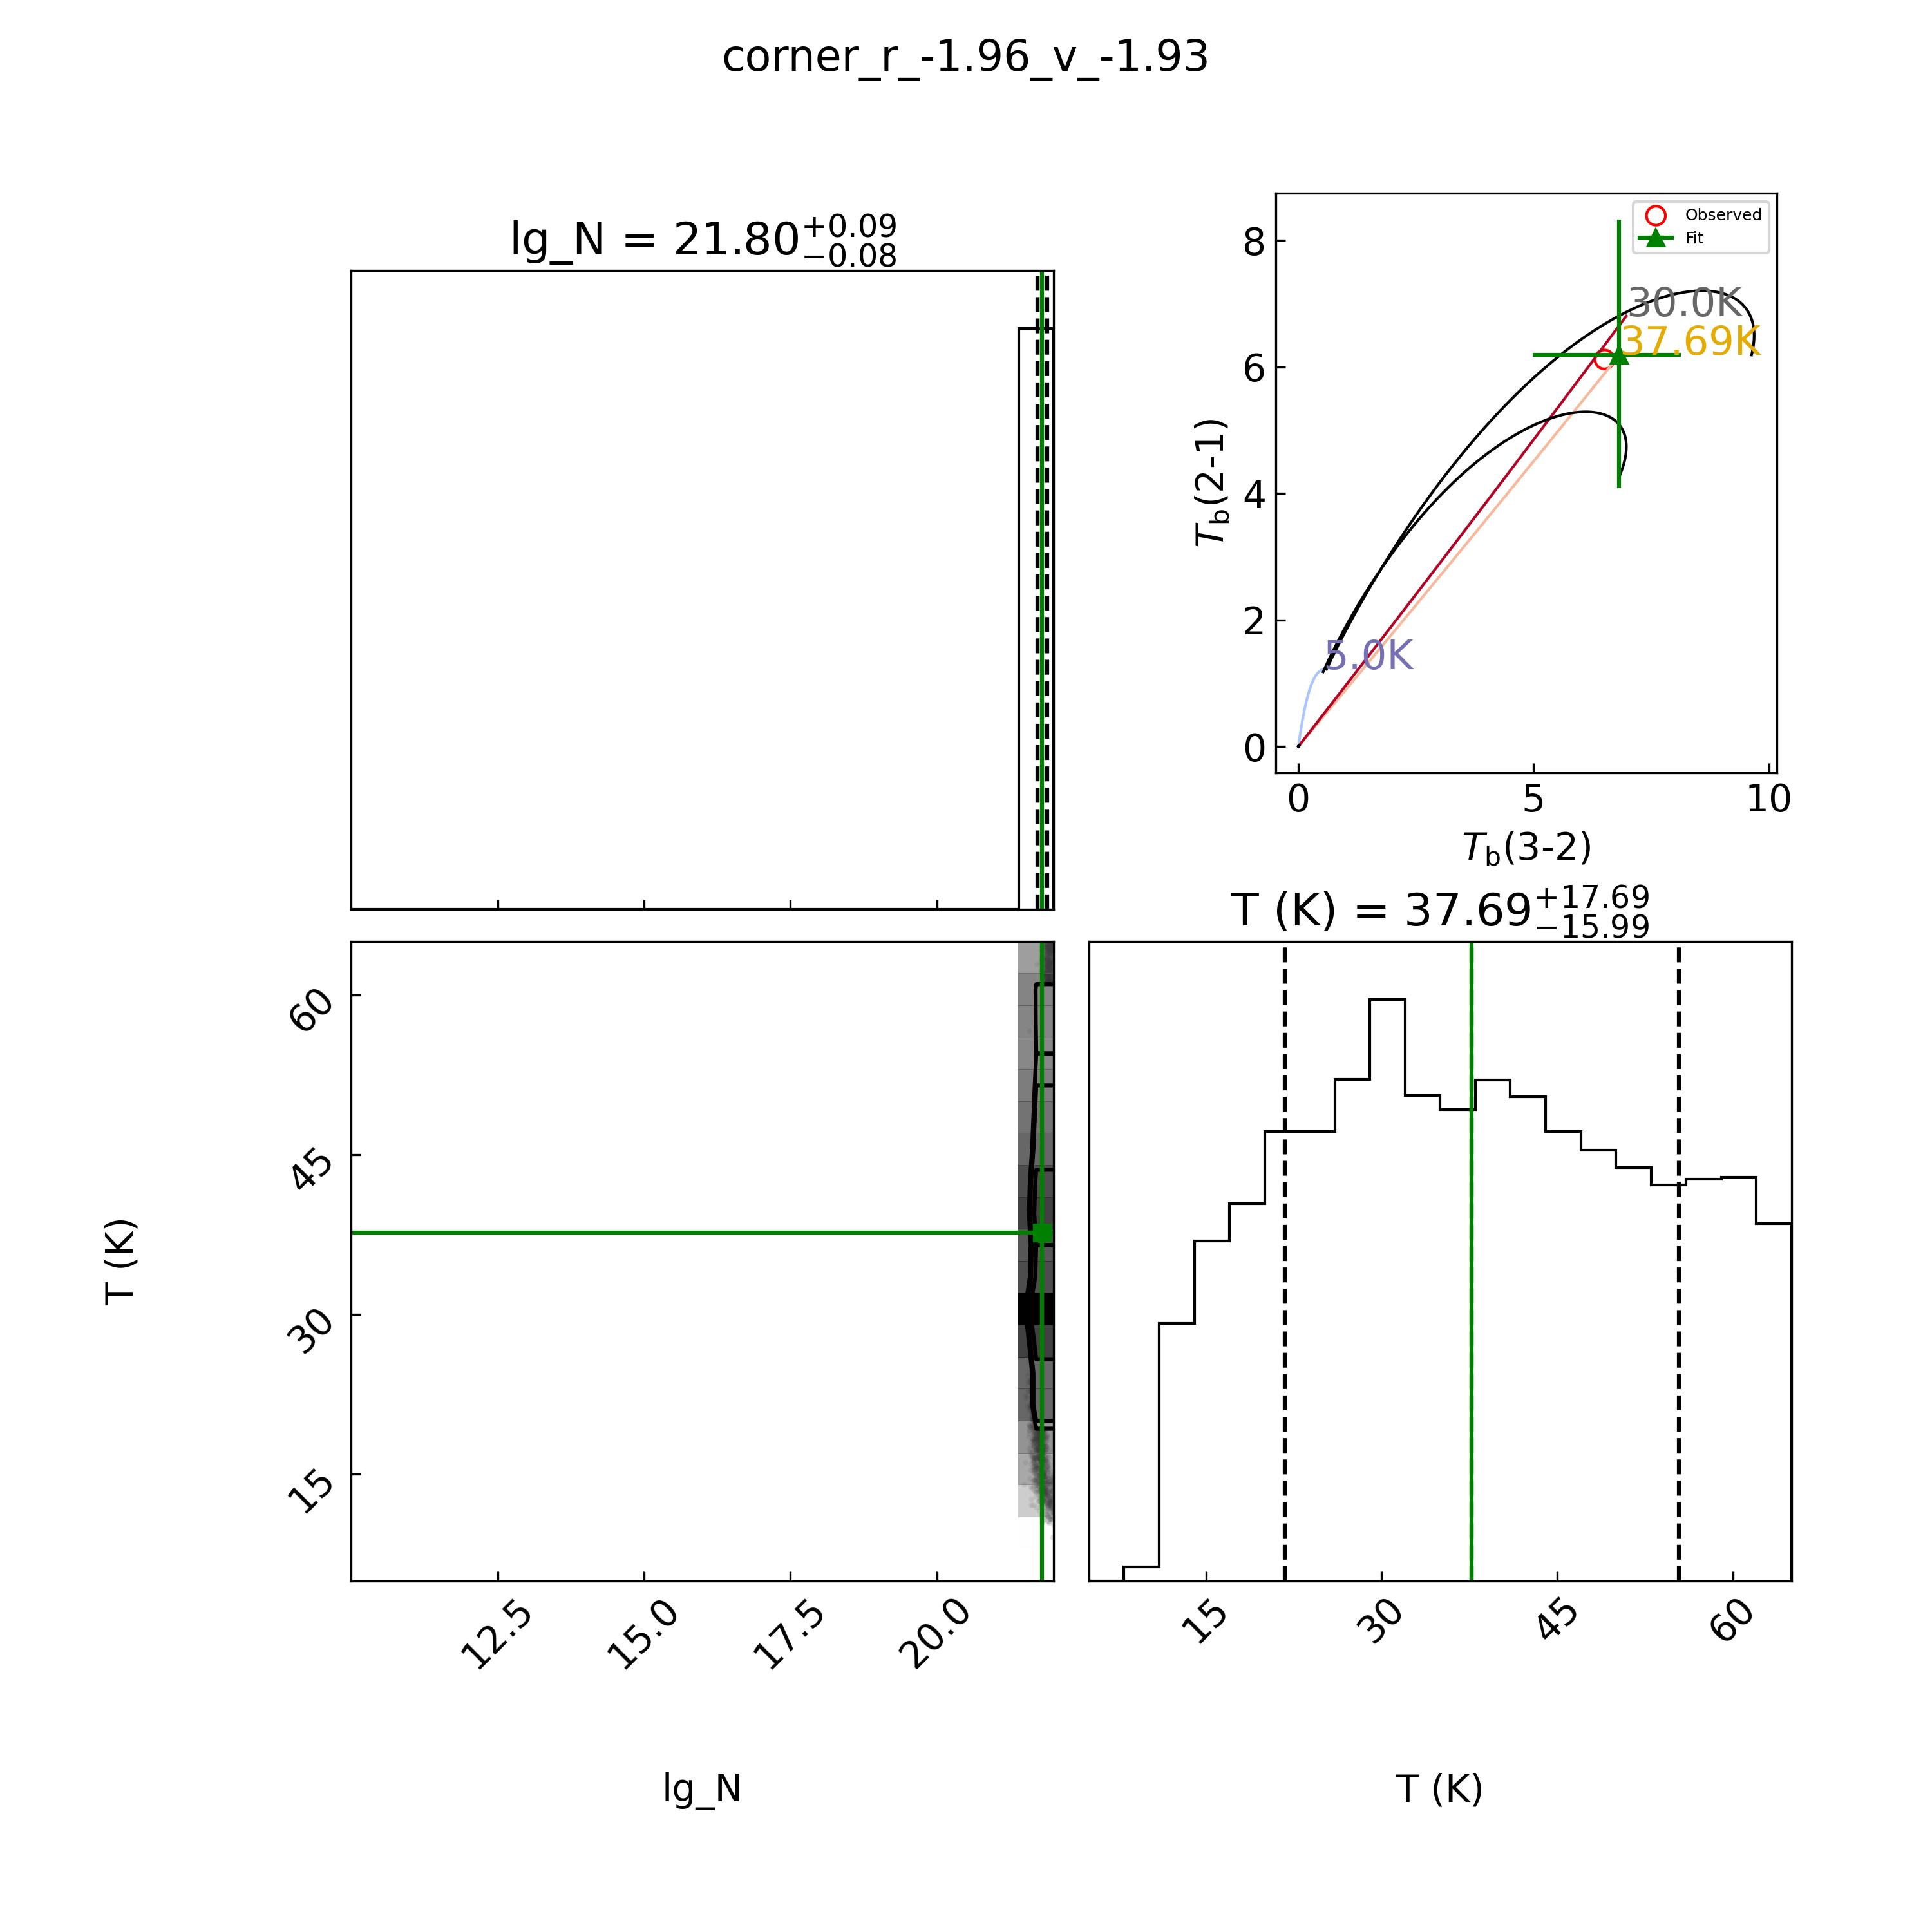 corner_r_-1.96_v_-1.93
lg_N = 21.80+0.09−0.08
Observed
Fit
8
6
4
2
0
Tb(2-1)
30.0K
37.69K
5.0K
0 5 10
Tb(3-2)
T (K) = 37.69+17.69−15.99
60
45
30
15
T (K)
12.5 15.0 17.5 20.0
15 30 45 60
lg_N
T (K)